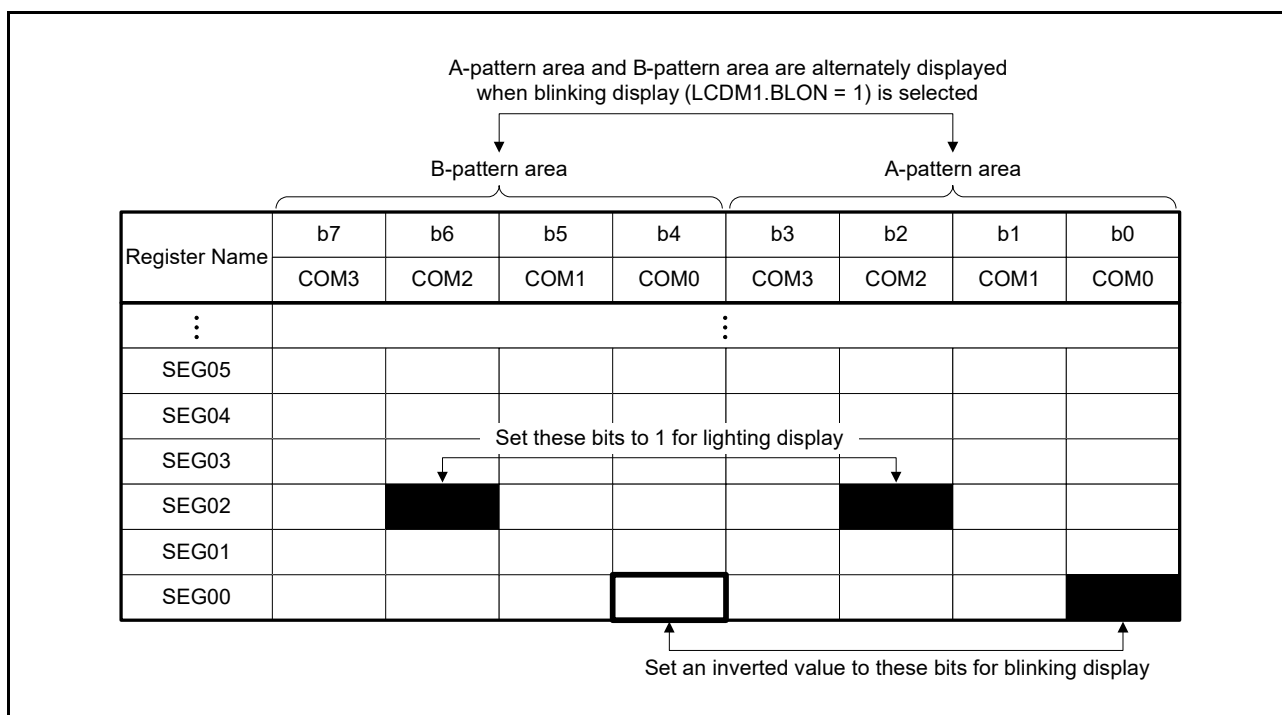 A-pattern area and B-pattern area are alternately displayed
when blinking display (LCDM1.BLON = 1) is selected
B-pattern area A-pattern area
Register Name b7 b6 b5 b4 b3 b2 b1 b0
COM3 COM2 COM1 COM0 COM3 COM2 COM1 COM0
SEG05
SEG04
Set these bits to 1 for lighting display
SEG03
SEG02
SEG01
SEG00
Set an inverted value to these bits for blinking display